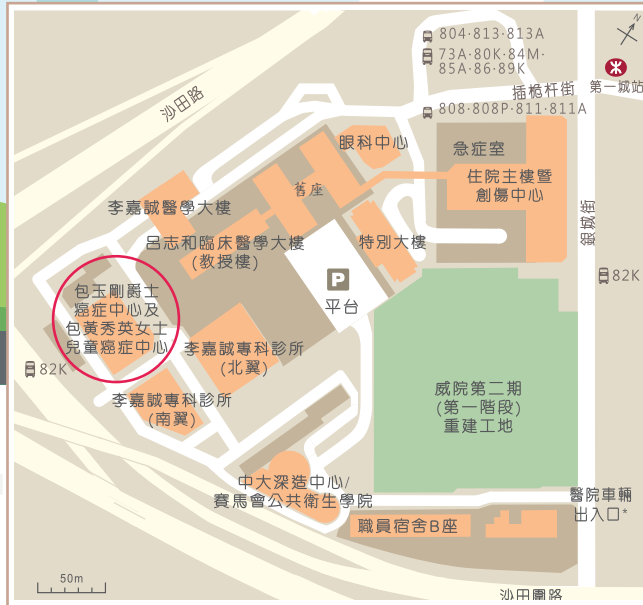 N
804·813·813A
73A·80K·84M·
85A·86·89K
插桅杆街
第一城站
808·808P·811·811A
沙田路
眼科中心
急症室
舊座
住院主樓暨
創傷中心
李嘉誠醫學大樓
呂志和臨床醫學大樓
(教授樓)
特別大樓
銀城街
P
平台
82K
包玉剛爵士
癌症中心及
包黃秀英女士
兒童癌症中心
李嘉誠專科診所
(北翼)
82K
李嘉誠專科診所
(南翼)
威院第二期
(第一階段)
重建工地
中大深造中心/
賽馬會公共衛生學院
醫院車輛
出入口*
職員宿舍B座
50m
沙田圍路